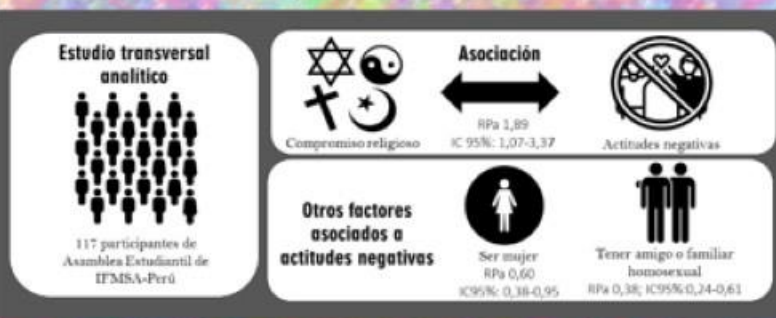 Estudio transversal
analítico
117 participantes de
Asamblea Estudiantil de
IFMSA-Perú
Asociación
RPa 1,89
IC 95%: 1,07-3,37
Compromiso religioso
Actitudes negativas
Otros factores
asociados a
actitudes negativas
Ser mujer
RPa 0,60
IC95%: 0,38-0,95
Tener amigo o familiar
homosexual
RPa 0,38; IC95%:0,24-0,61